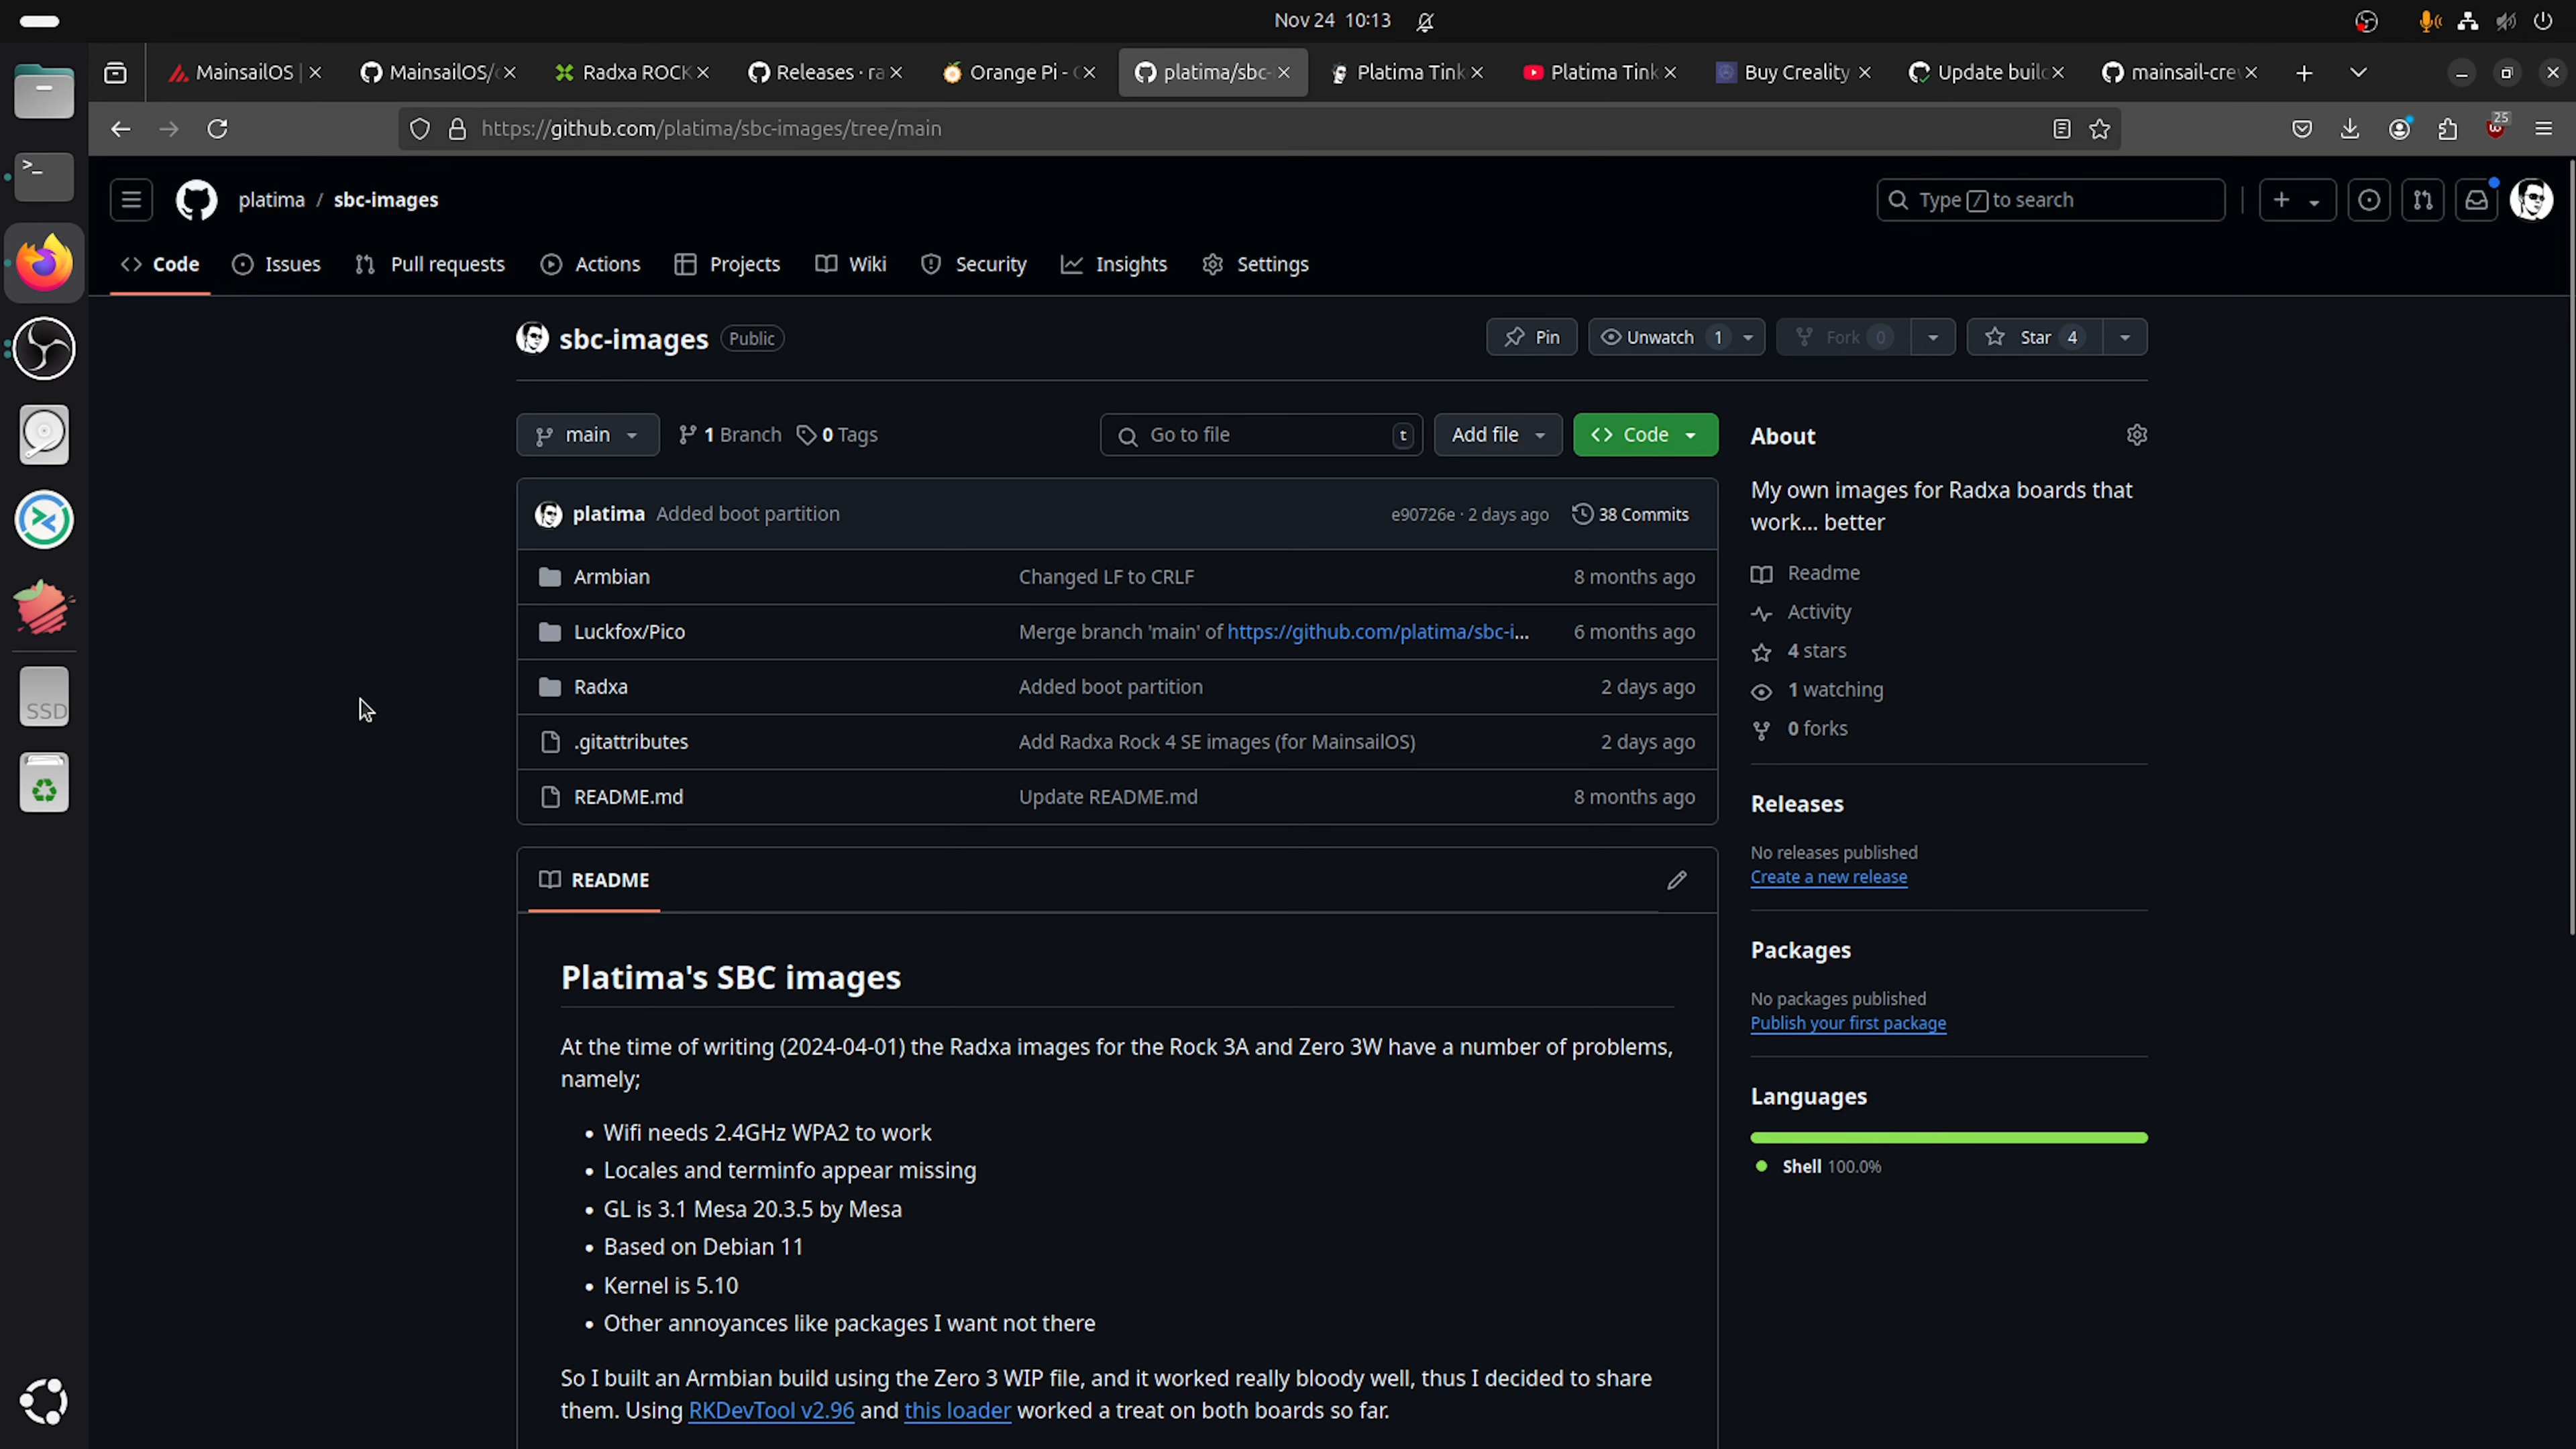 Nov 24 10:13
MainsailOS |
MainsailOS/c
Radxa ROCK
Releases · ra
Orange Pi - 
platima/sbc-
Platima Tink
Platima Tink
Buy Creality
Update build
mainsail-cre
https://github.com/platima/sbc-images/tree/main
25
platima / sbc-images
Type / to search
Code
Issues
Pull requests
Actions
Projects
Wiki
Security
Insights
Settings
sbc-images Public
Pin
Unwatch 1
Fork 0
Star 4
main
1 Branch
0 Tags
Go to file t
Add file
Code
platima Added boot partition e90726e · 2 days ago 38 Commits
Armbian Changed LF to CRLF 8 months ago
Luckfox/Pico Merge branch 'main' of https://github.com/platima/sbc-i... 6 months ago
Radxa Added boot partition 2 days ago
.gitattributes Add Radxa Rock 4 SE images (for MainsailOS) 2 days ago
README.md Update README.md 8 months ago
README
Platima's SBC images
At the time of writing (2024-04-01) the Radxa images for the Rock 3A and Zero 3W have a number of problems,
namely;
• Wifi needs 2.4GHz WPA2 to work
• Locales and terminfo appear missing
• GL is 3.1 Mesa 20.3.5 by Mesa
• Based on Debian 11
• Kernel is 5.10
• Other annoyances like packages I want not there
So I built an Armbian build using the Zero 3 WIP file, and it worked really bloody well, thus I decided to share
them. Using RKDevTool v2.96 and this loader worked a treat on both boards so far.
About
My own images for Radxa boards that
work... better
Readme
Activity
4 stars
1 watching
0 forks
Releases
No releases published
Create a new release
Packages
No packages published
Publish your first package
Languages
Shell 100.0%
SSD